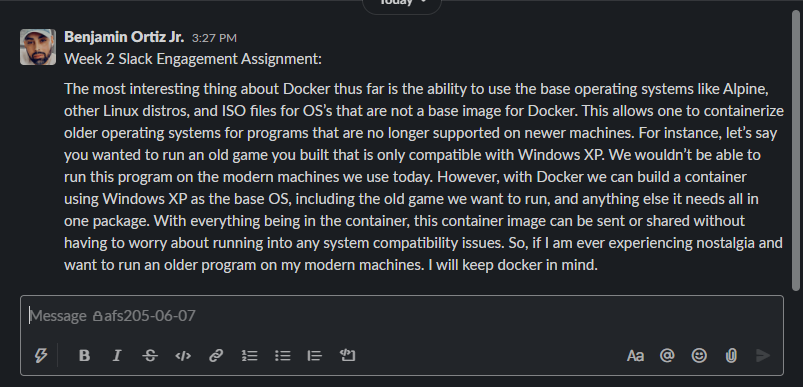 Today
Benjamin Ortiz Jr. 3:27 PM
Week 2 Slack Engagement Assignment:
The most interesting thing about Docker thus far is the ability to use the base operating systems like Alpine,
other Linux distros, and ISO files for OS’s that are not a base image for Docker. This allows one to containerize
older operating systems for programs that are no longer supported on newer machines. For instance, let’s say
you wanted to run an old game you built that is only compatible with Windows XP. We wouldn’t be able to
run this program on the modern machines we use today. However, with Docker we can build a container
using Windows XP as the base OS, including the old game we want to run, and anything else it needs all in
one package. With everything being in the container, this container image can be sent or shared without
having to worry about running into any system compatibility issues. So, if I am ever experiencing nostalgia and
want to run an older program on my modern machines. I will keep docker in mind.
Message afs205-06-07
B I S </> Aa @